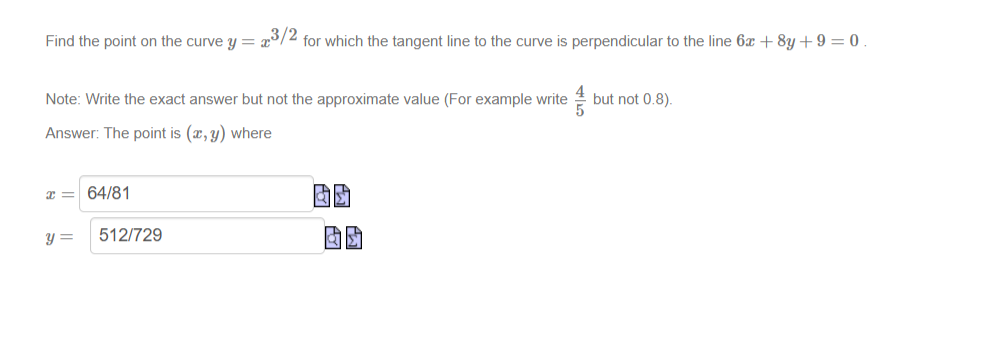 Find the point on the curve y = x^{3/2} for which the tangent line to the curve is perpendicular to the line 6x + 8y + 9 = 0 .
Note: Write the exact answer but not the approximate value (For example write \frac{4}{5} but not 0.8).
Answer: The point is (x, y) where
x = 64/81
y = 512/729